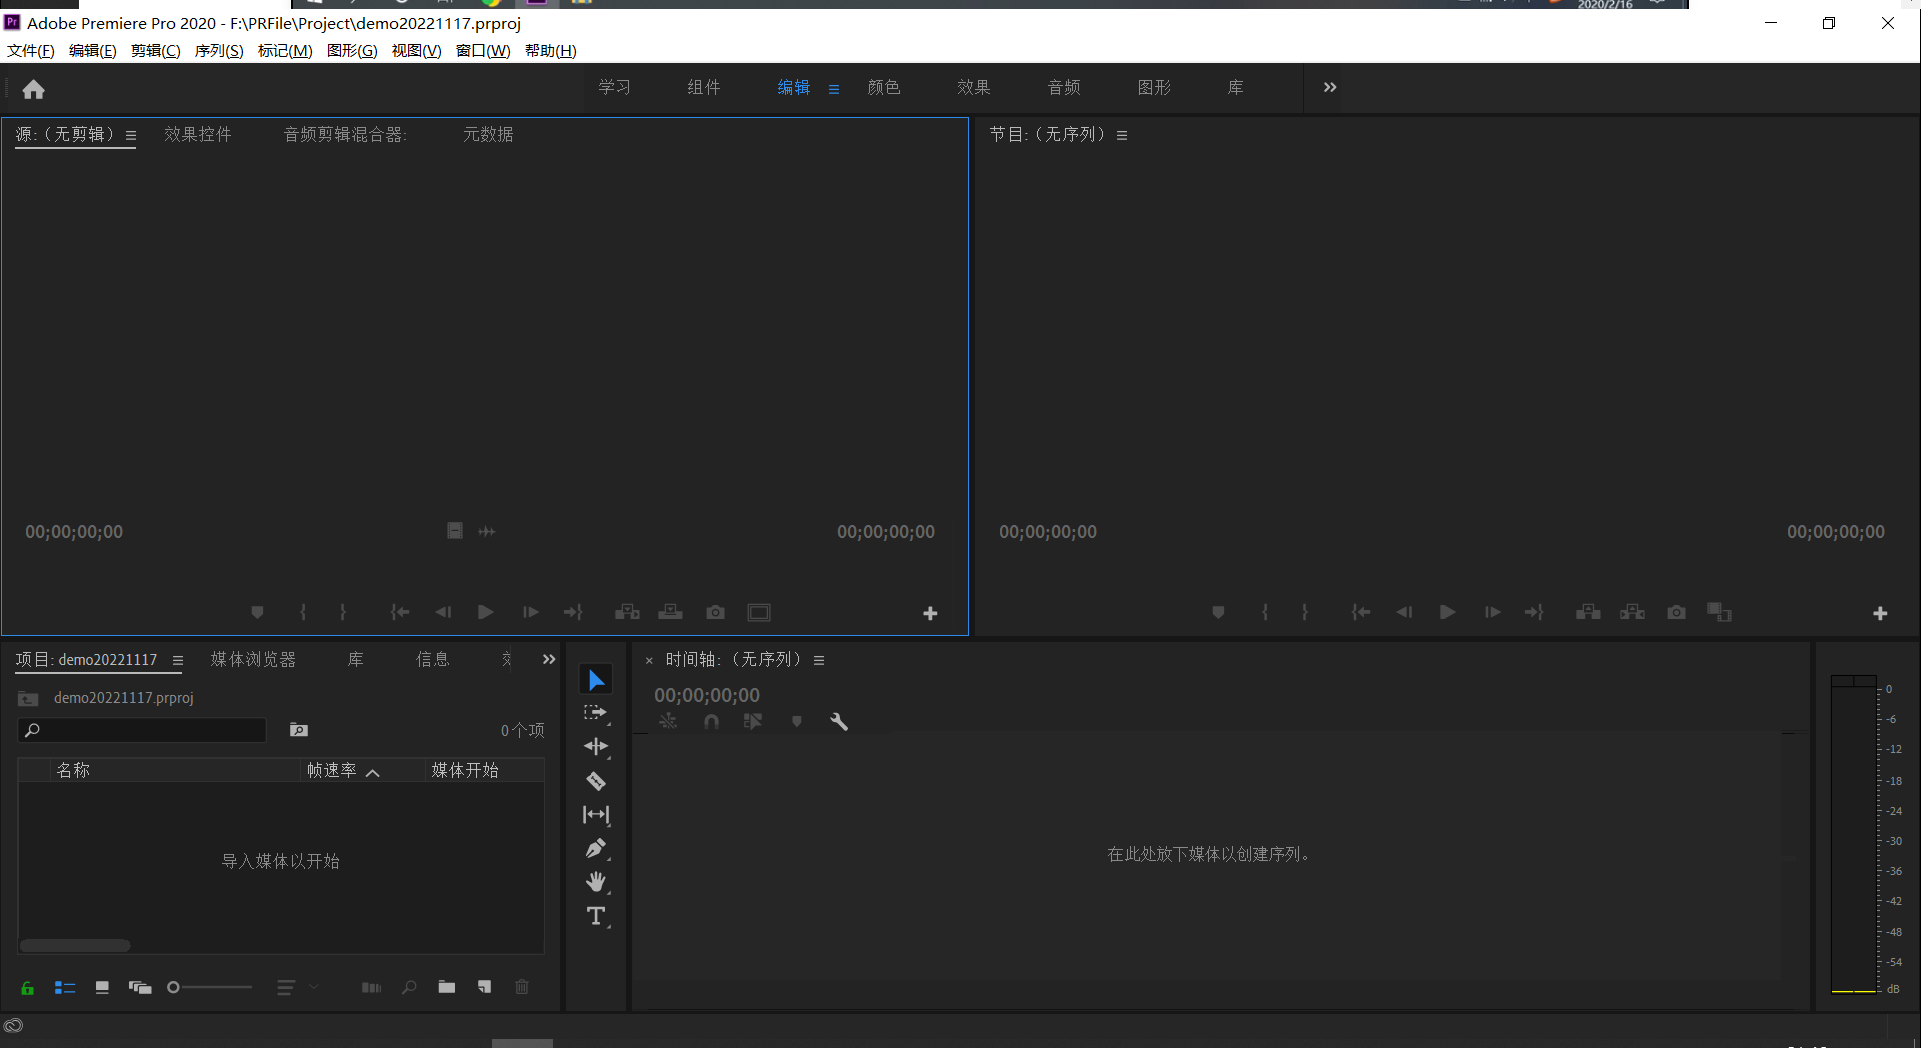 2020/2/16
Adobe Premiere Pro 2020 - F:\PRFile\Project\demo20221117.prproj
文件(F) 编辑(E) 剪辑(C) 序列(S) 标记(M) 图形(G) 视图(V) 窗口(W) 帮助(H)
学习 组件 编辑 颜色 效果 音频 图形 库
源:（无剪辑） 效果控件 音频剪辑混合器: 元数据
节目:（无序列）
00;00;00;00 00;00;00;00
00;00;00;00 00;00;00;00
项目: demo20221117 媒体浏览器 库 信息
demo20221117.prproj
0个项
名称 帧速率 媒体开始
导入媒体以开始
× 时间轴:（无序列）
00;00;00;00
在此处放下媒体以创建序列。
0
-6
-12
-18
-24
-30
-36
-42
-48
-54
dB